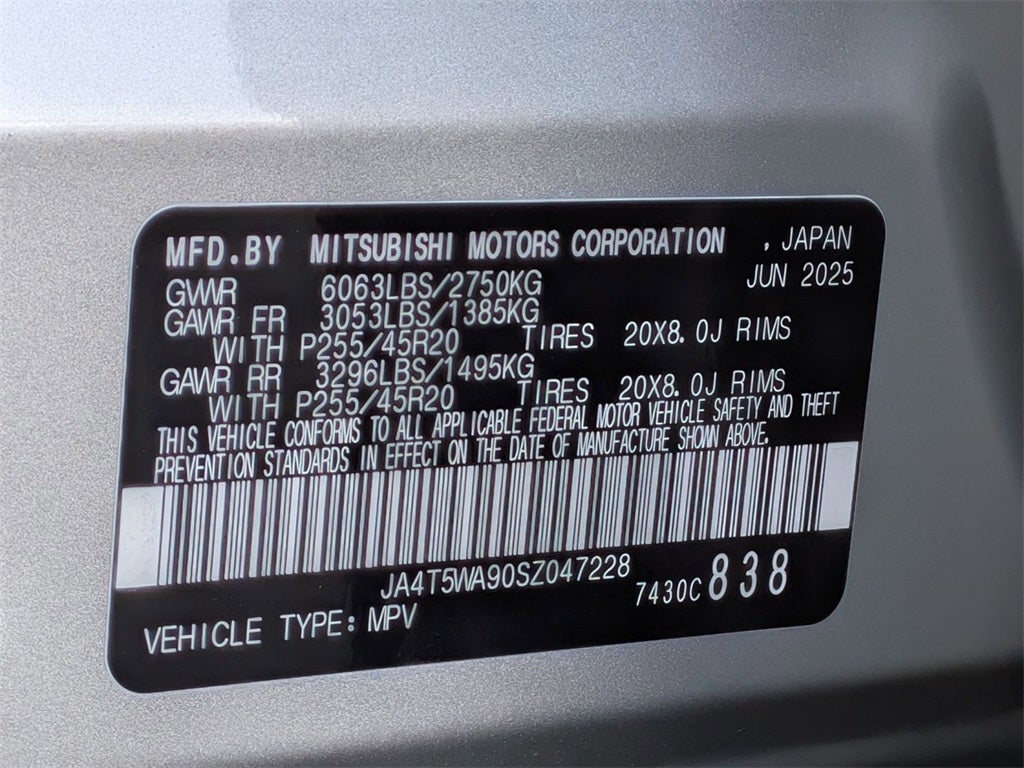 MFD.BY MITSUBISHI MOTORS CORPORATION , JAPAN
JUN 2025
GVWR 6063LBS/2750KG
GAWR FR 3053LBS/1385KG
WITH P255/45R20 TIRES 20X8.0J RIMS
GAWR RR 3296LBS/1495KG
WITH P255/45R20 TIRES 20X8.0J RIMS
THIS VEHICLE CONFORMS TO ALL APPLICABLE FEDERAL MOTOR VEHICLE SAFETY AND THEFT
PREVENTION STANDARDS IN EFFECT ON THE DATE OF MANUFACTURE SHOWN ABOVE.
JA4T5WA90SZ047228
7430C 838
VEHICLE TYPE: MPV